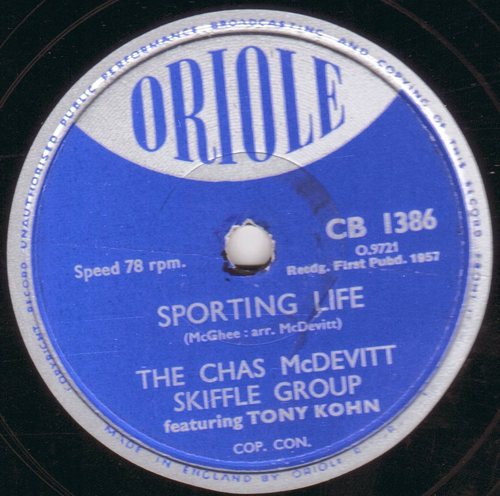 UNAUTHORISED PUBLIC PERFORMANCE BROADCASTING AND COPYING OF THIS RECORD
ORIOLE
CB 1386
O.9721
Speed 78 rpm.
Recdg. First Pubd. 1957
SPORTING LIFE
(McGhee : arr. McDevitt)
THE CHAS McDEVITT
SKIFFLE GROUP
featuring TONY KOHN
COP. CON.
COPYRIGHT RECORD
MADE IN ENGLAND BY ORIOLE